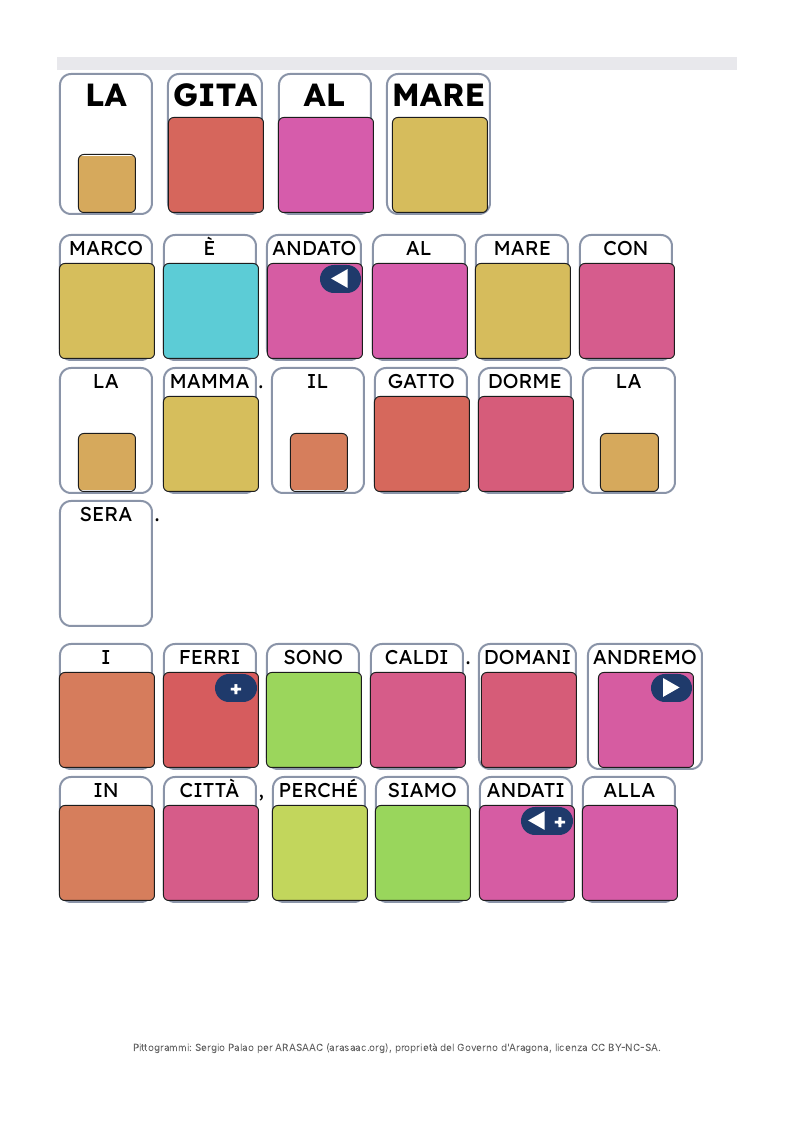 LA GITA AL MARE
MARCO È ANDATO AL MARE CON
LA MAMMA. IL GATTO DORME LA
SERA.
I FERRI SONO CALDI. DOMANI ANDREMO
IN CITTÀ, PERCHÉ SIAMO ANDATI ALLA
Pittogrammi: Sergio Palao per ARASAAC (arasaac.org), proprietà del Governo d'Aragona, licenza CC BY-NC-SA.